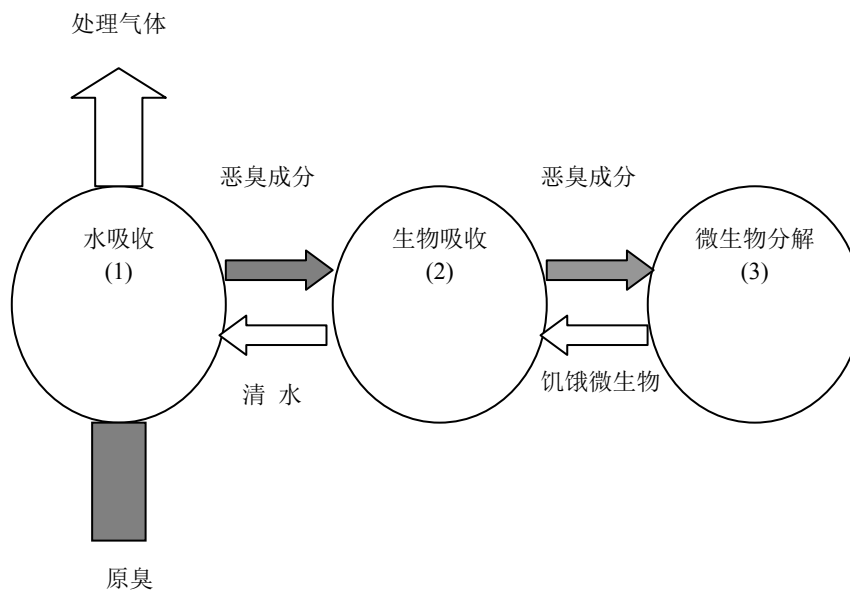 处理气体
恶臭成分
恶臭成分
水吸收
(1)
生物吸收
(2)
微生物分解
(3)
清 水
饥饿微生物
原臭